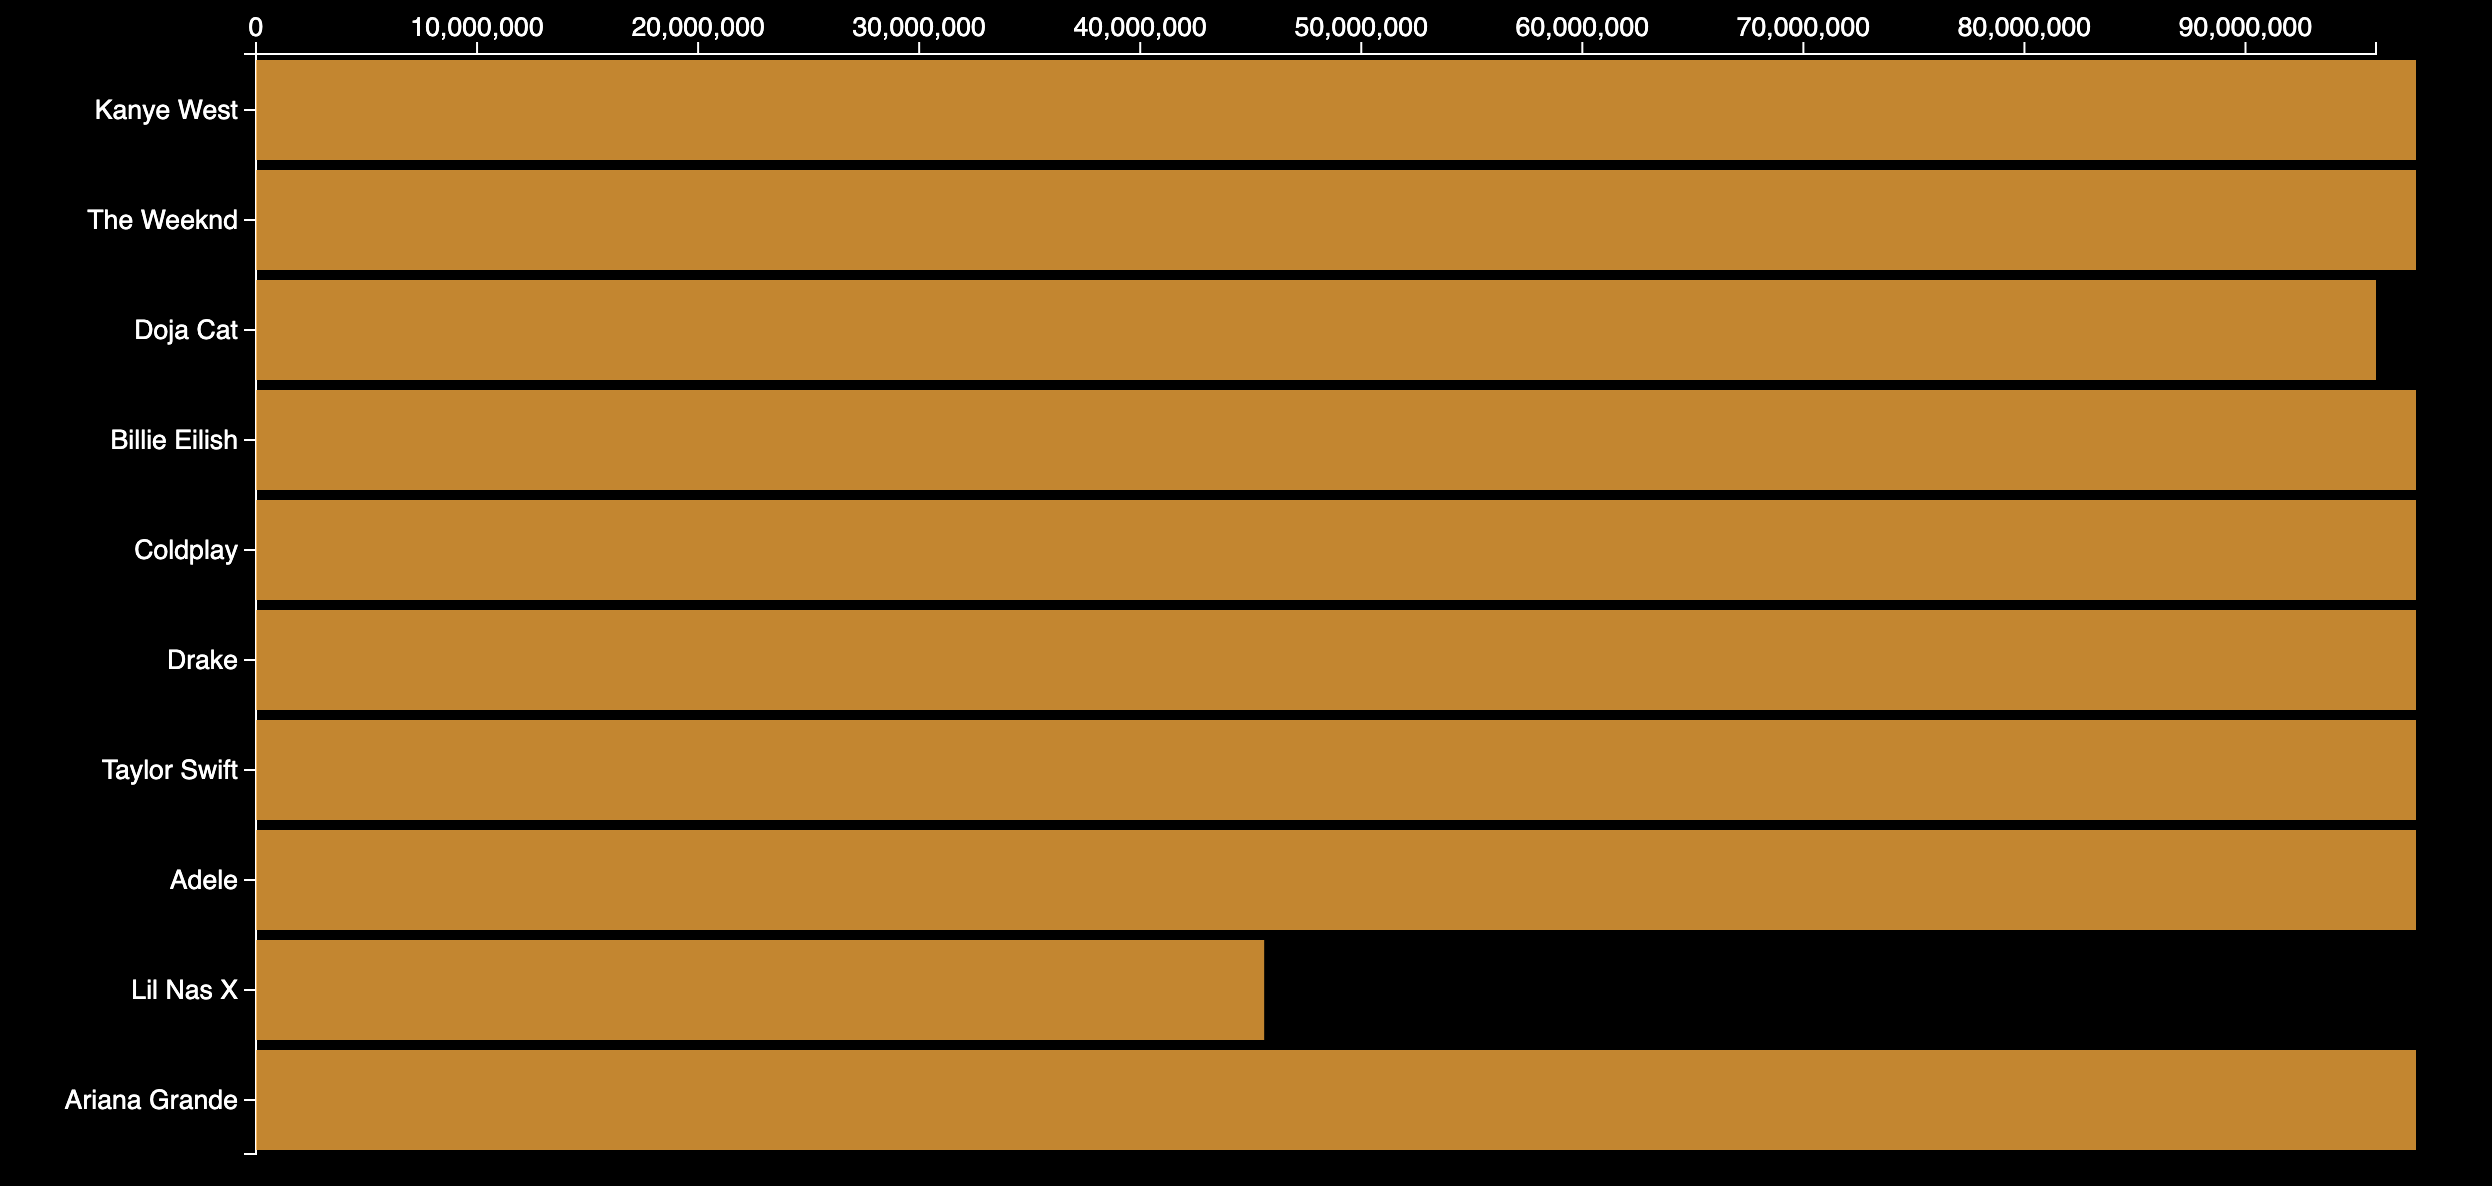 0 10,000,000 20,000,000 30,000,000 40,000,000 50,000,000 60,000,000 70,000,000 80,000,000 90,000,000
Kanye West
The Weeknd
Doja Cat
Billie Eilish
Coldplay
Drake
Taylor Swift
Adele
Lil Nas X
Ariana Grande